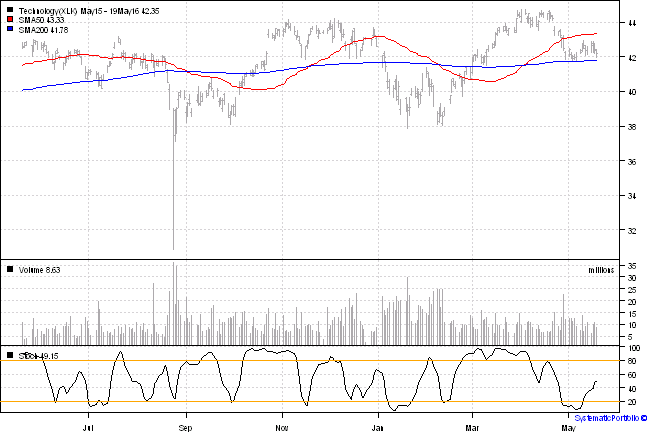 Technology(XLK) May15 - 19May16 42.35
SMA50 43.33
SMA200 41.78
44
42
40
38
36
34
32
Volume 8.63
millions
35
30
25
20
15
10
5
Stoch 49.15
100
80
60
40
20
Jul Sep Nov Jan Mar May
SystematicPortfolio ©